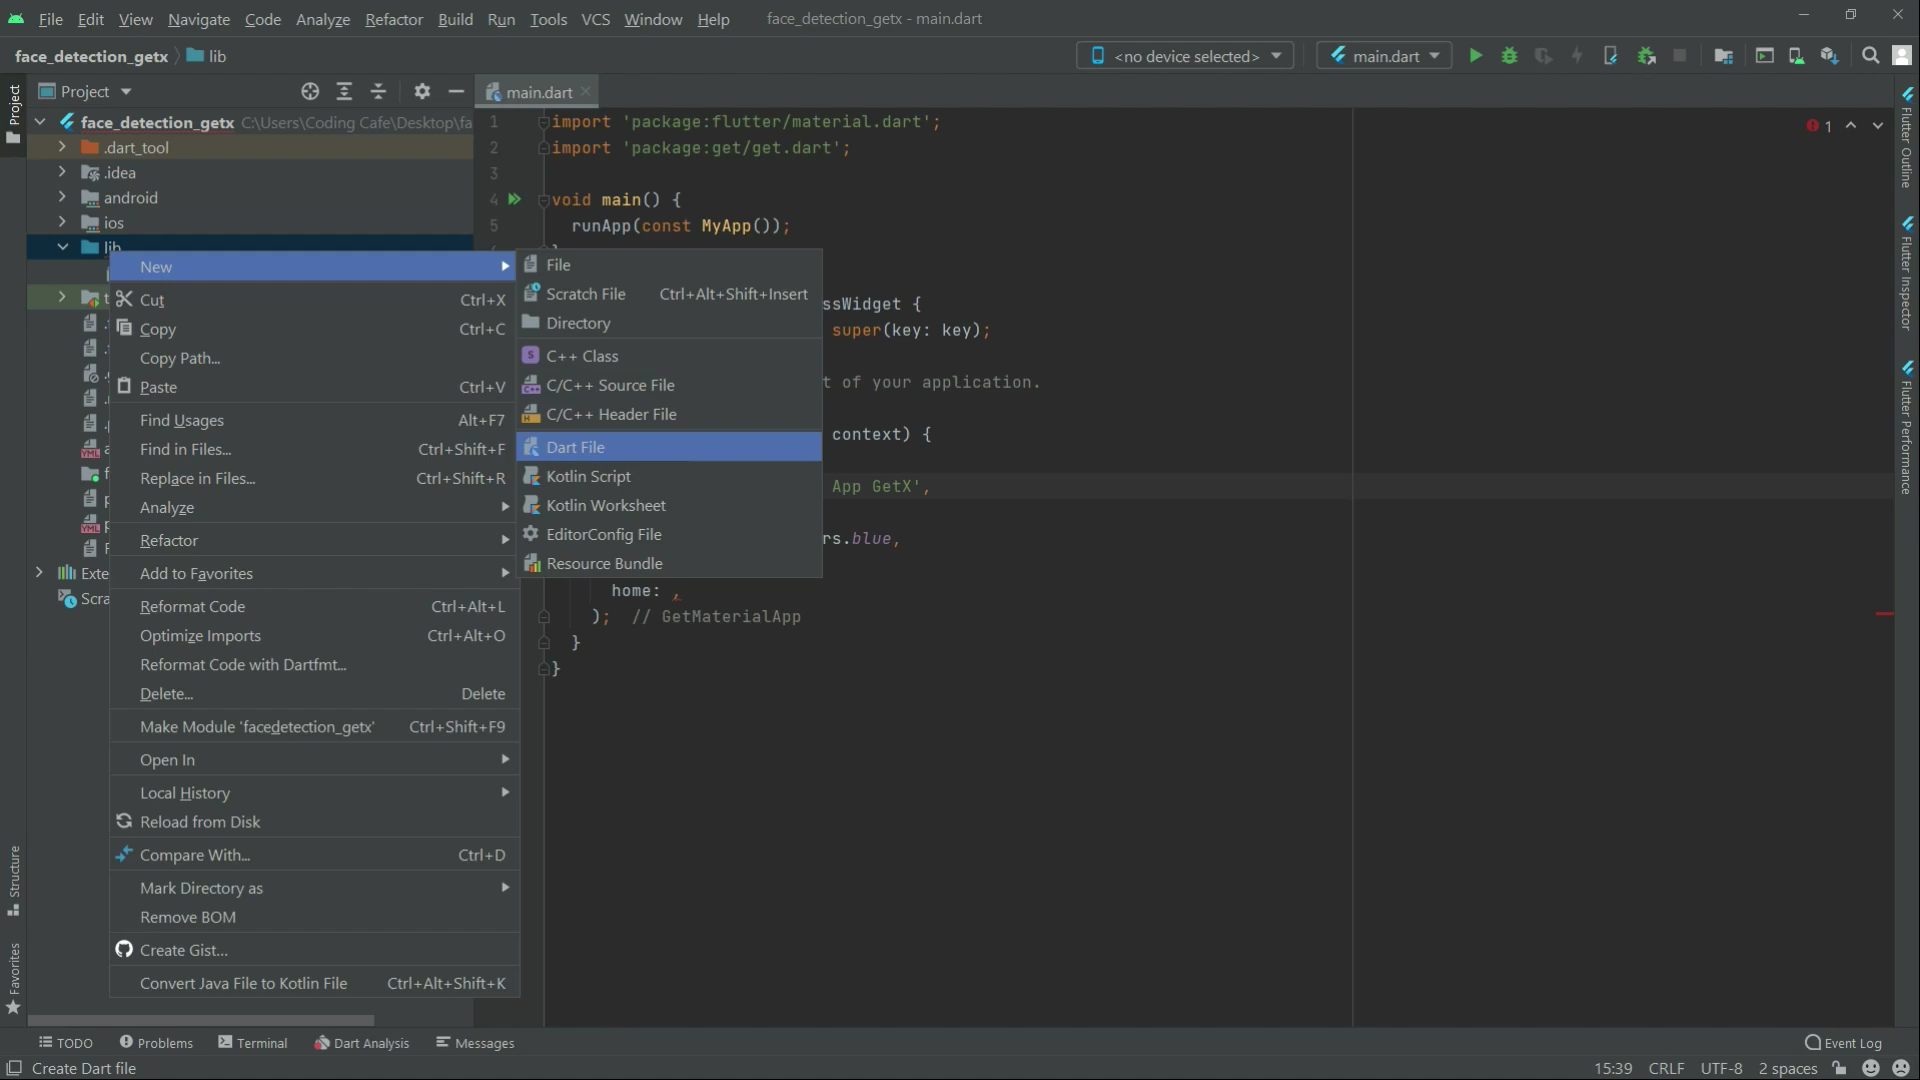 File Edit View Navigate Code Analyze Refactor Build Run Tools VCS Window Help face_detection_getx - main.dart
face_detection_getx lib <no device selected> main.dart
Project
Project
main.dart
face_detection_getx C:\Users\Coding Cafe\Desktop\fa
.dart_tool
.idea
android
ios
lib
1 import 'package:flutter/material.dart';
2 import 'package:get/get.dart';
3
4 void main() {
5 runApp(const MyApp());
1
ssWidget {
super(key: key);
t of your application.
context) {
App GetX',
rs.blue,
home: ,
); // GetMaterialApp
}
}
New
Cut Ctrl+X
Copy Ctrl+C
Copy Path...
Paste Ctrl+V
Find Usages Alt+F7
Find in Files... Ctrl+Shift+F
Replace in Files... Ctrl+Shift+R
Analyze
Refactor
Add to Favorites
Reformat Code Ctrl+Alt+L
Optimize Imports Ctrl+Alt+O
Reformat Code with Dartfmt...
Delete... Delete
Make Module 'facedetection_getx' Ctrl+Shift+F9
Open In
Local History
Reload from Disk
Compare With... Ctrl+D
Mark Directory as
Remove BOM
Create Gist...
Convert Java File to Kotlin File Ctrl+Alt+Shift+K
File
Scratch File Ctrl+Alt+Shift+Insert
Directory
C++ Class
C/C++ Source File
C/C++ Header File
Dart File
Kotlin Script
Kotlin Worksheet
EditorConfig File
Resource Bundle
Exte
Scra
Structure
Favorites
Flutter Outline
Flutter Inspector
Flutter Performance
TODO Problems Terminal Dart Analysis Messages Event Log
Create Dart file 15:39 CRLF UTF-8 2 spaces